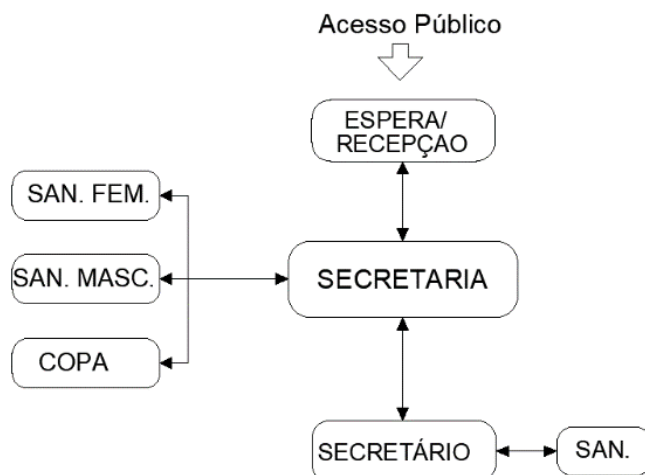 Acesso Público
ESPERA/
RECEPÇAO
SAN. FEM.
SAN. MASC.
SECRETARIA
COPA
SECRETÁRIO
SAN.